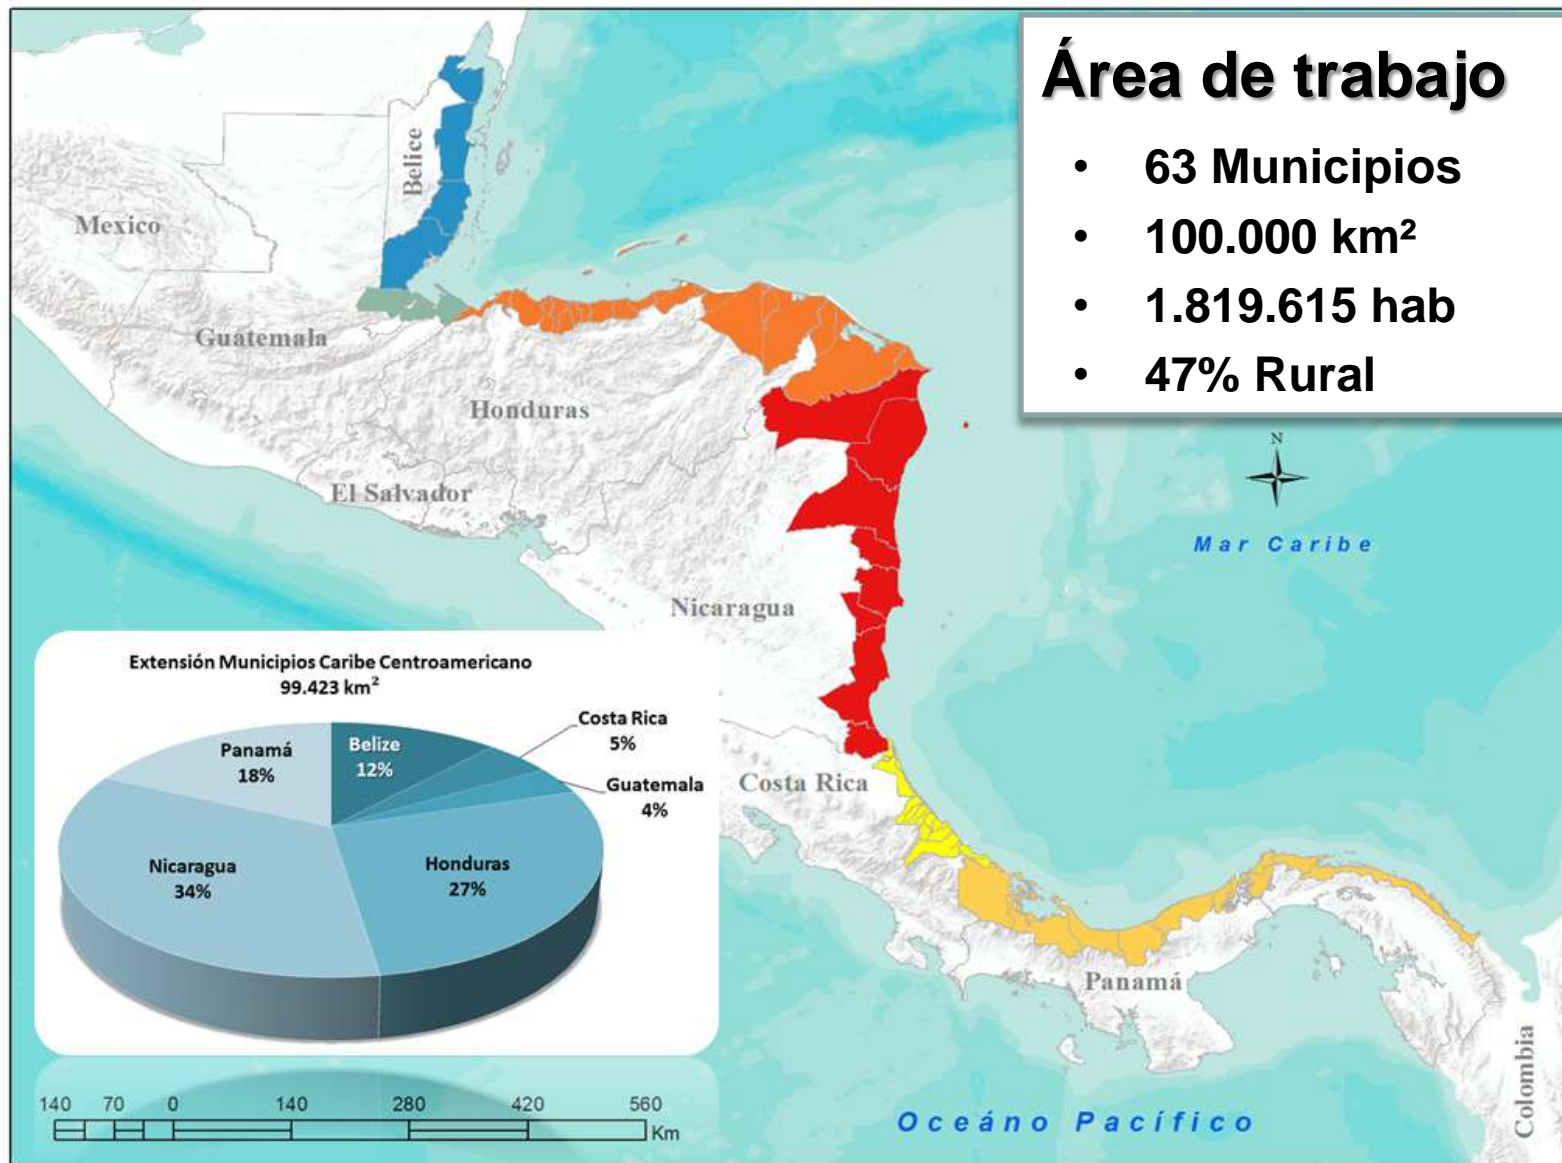 Área de trabajo
• 63 Municipios
• 100.000 km²
• 1.819.615 hab
• 47% Rural
Belice
Mexico
Guatemala
Honduras
El Salvador
Nicaragua
Costa Rica
Panamá
Colombia
N
Mar Caribe
Oceáno Pacífico
Extensión Municipios Caribe Centroamericano
99.423 km²
Belize
12%
Costa Rica
5%
Guatemala
4%
Honduras
27%
Nicaragua
34%
Panamá
18%
140 70 0 140 280 420 560
Km